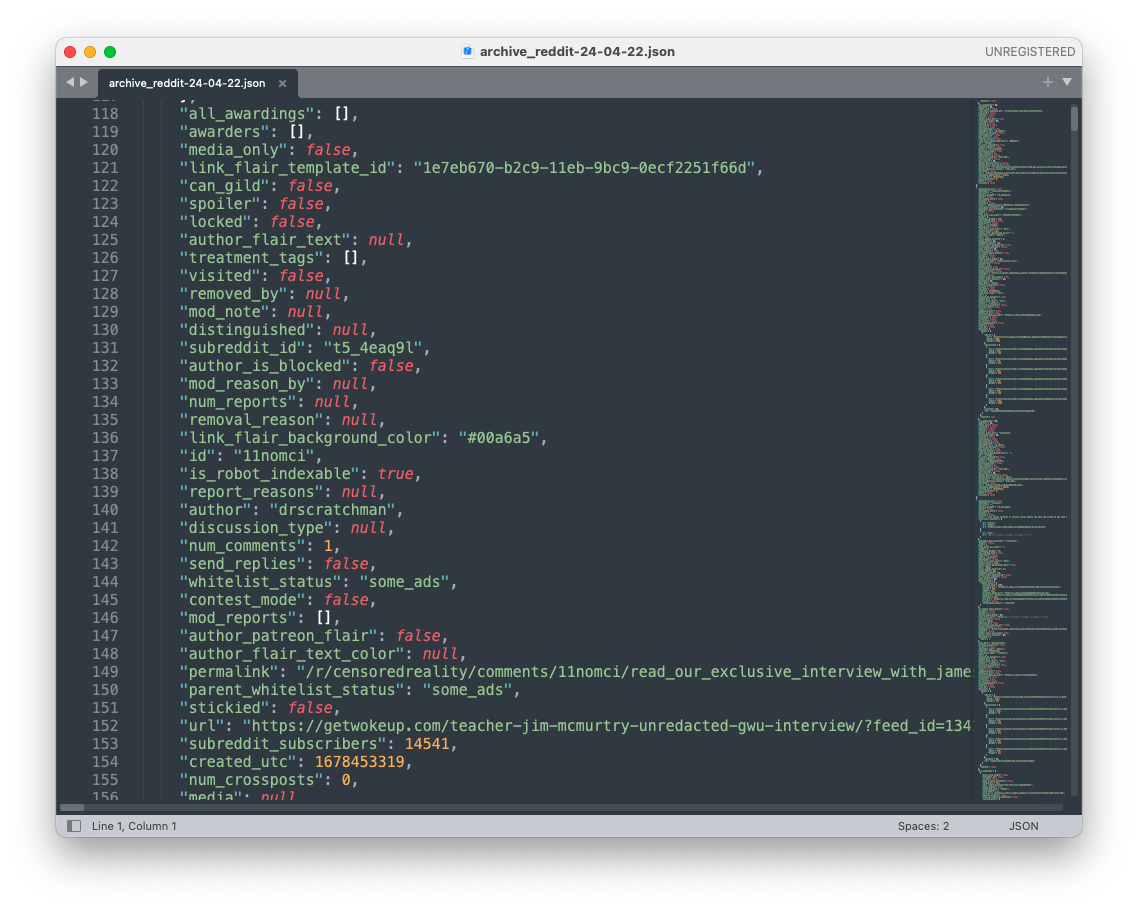 archive_reddit-24-04-22.json
UNREGISTERED
archive_reddit-24-04-22.json
118 "all_awardings": [],
119 "awarders": [],
120 "media_only": false,
121 "link_flair_template_id": "1e7eb670-b2c9-11eb-9bc9-0ecf2251f66d",
122 "can_gild": false,
123 "spoiler": false,
124 "locked": false,
125 "author_flair_text": null,
126 "treatment_tags": [],
127 "visited": false,
128 "removed_by": null,
129 "mod_note": null,
130 "distinguished": null,
131 "subreddit_id": "t5_4eaq9l",
132 "author_is_blocked": false,
133 "mod_reason_by": null,
134 "num_reports": null,
135 "removal_reason": null,
136 "link_flair_background_color": "#00a6a5",
137 "id": "11nomci",
138 "is_robot_indexable": true,
139 "report_reasons": null,
140 "author": "drscratchman",
141 "discussion_type": null,
142 "num_comments": 1,
143 "send_replies": false,
144 "whitelist_status": "some_ads",
145 "contest_mode": false,
146 "mod_reports": [],
147 "author_patreon_flair": false,
148 "author_flair_text_color": null,
149 "permalink": "/r/censoredreality/comments/11nomci/read_our_exclusive_interview_with_jame
150 "parent_whitelist_status": "some_ads",
151 "stickied": false,
152 "url": "https://getwokeup.com/teacher-jim-mcmurtry-unredacted-gwu-interview/?feed_id=134
153 "subreddit_subscribers": 14541,
154 "created_utc": 1678453319,
155 "num_crossposts": 0,
156 "media": null
Line 1, Column 1
Spaces: 2
JSON